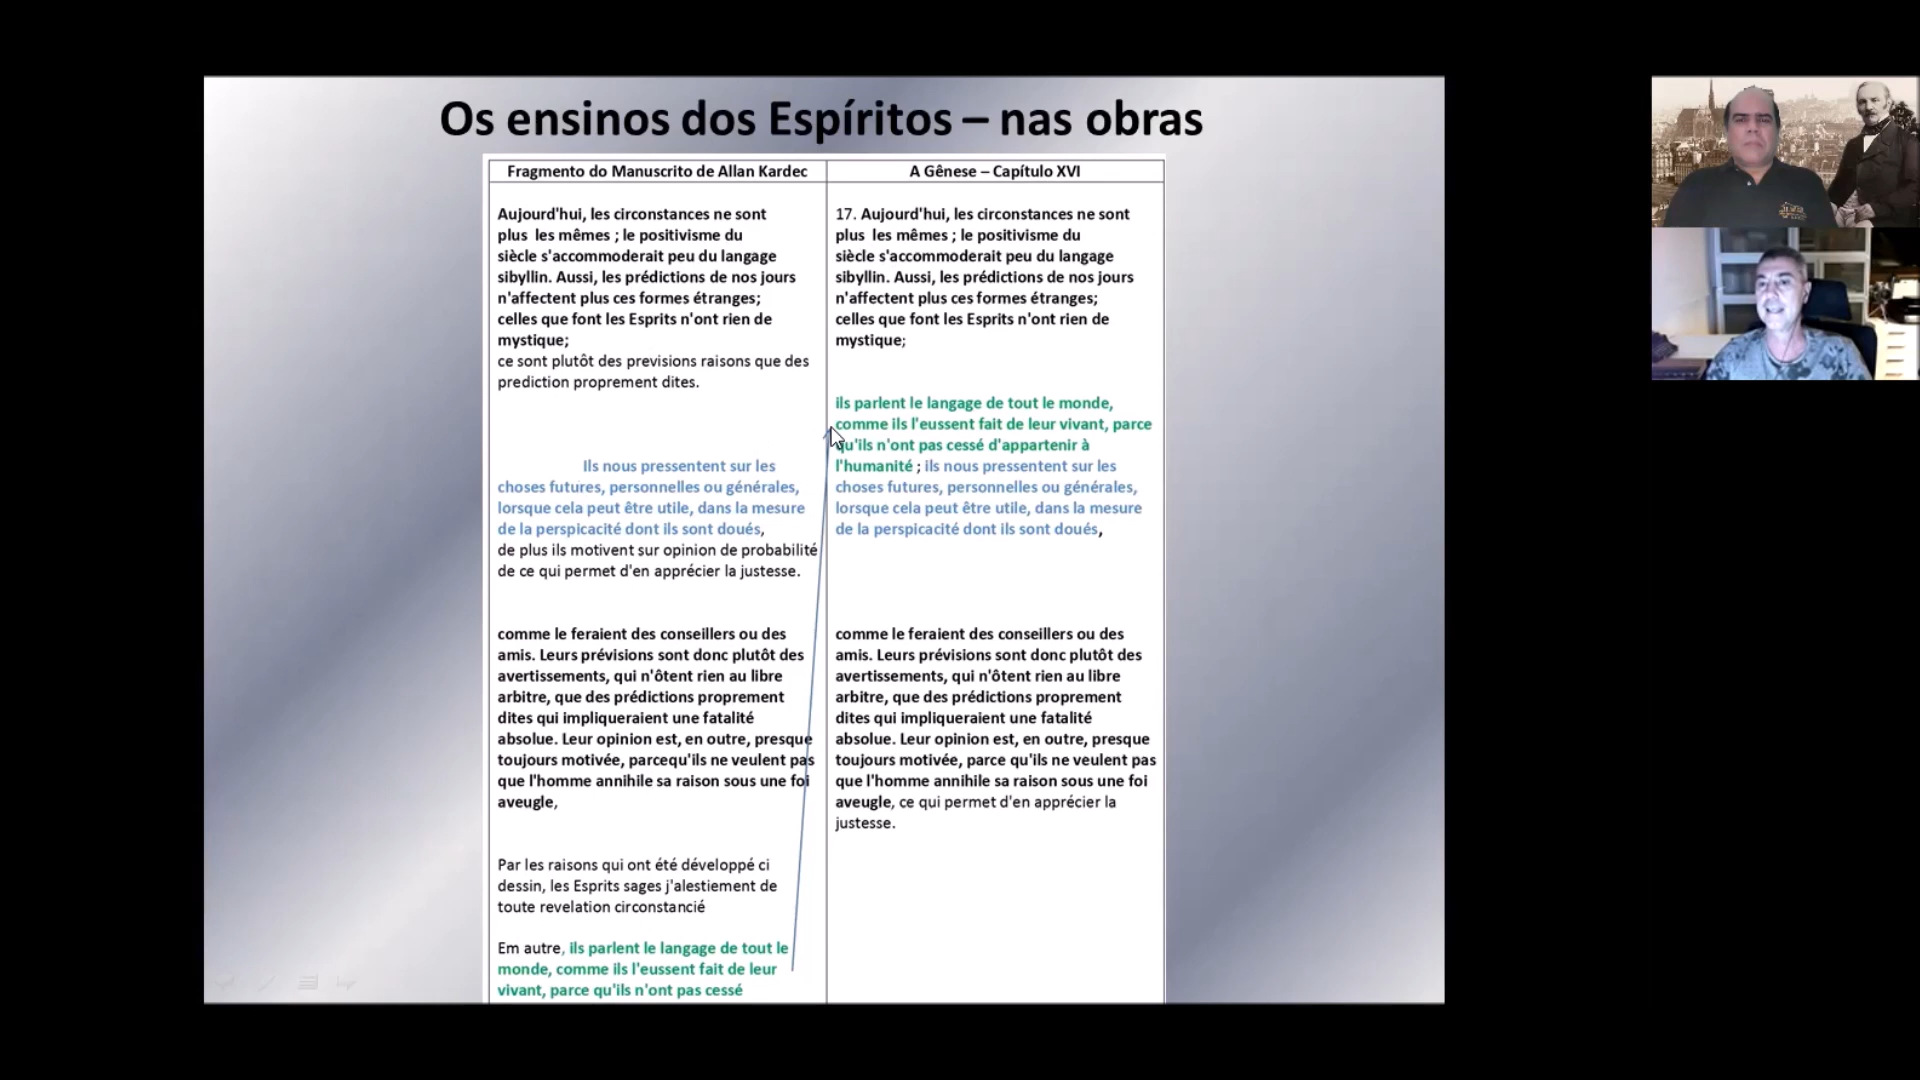 Os ensinos dos Espíritos – nas obras
Fragmento do Manuscrito de Allan Kardec
Aujourd'hui, les circonstances ne sont
plus les mêmes ; le positivisme du
siècle s'accommoderait peu du langage
sibyllin. Aussi, les prédictions de nos jours
n'affectent plus ces formes étranges;
celles que font les Esprits n'ont rien de
mystique;
ce sont plutôt des previsions raisons que des
prediction proprement dites.
Ils nous pressentent sur les
choses futures, personnelles ou générales,
lorsque cela peut être utile, dans la mesure
de la perspicacité dont ils sont doués,
de plus ils motivent sur opinion de probabilité
de ce qui permet d'en apprécier la justesse.
comme le feraient des conseillers ou des
amis. Leurs prévisions sont donc plutôt des
avertissements, qui n'ôtent rien au libre
arbitre, que des prédictions proprement
dites qui impliqueraient une fatalité
absolue. Leur opinion est, en outre, presque
toujours motivée, parcequ'ils ne veulent pas
que l'homme annihile sa raison sous une foi
aveugle,
Par les raisons qui ont été développé ci
dessin, les Esprits sages j'alestiement de
toute revelation circonstancié
Em autre, ils parlent le langage de tout le
monde, comme ils l'eussent fait de leur
vivant, parce qu'ils n'ont pas cessé
A Gênese – Capítulo XVI
17. Aujourd'hui, les circonstances ne sont
plus les mêmes ; le positivisme du
siècle s'accommoderait peu du langage
sibyllin. Aussi, les prédictions de nos jours
n'affectent plus ces formes étranges;
celles que font les Esprits n'ont rien de
mystique;
ils parlent le langage de tout le monde,
comme ils l'eussent fait de leur vivant, parce
qu'ils n'ont pas cessé d'appartenir à
l'humanité ; ils nous pressentent sur les
choses futures, personnelles ou générales,
lorsque cela peut être utile, dans la mesure
de la perspicacité dont ils sont doués,
comme le feraient des conseillers ou des
amis. Leurs prévisions sont donc plutôt des
avertissements, qui n'ôtent rien au libre
arbitre, que des prédictions proprement
dites qui impliqueraient une fatalité
absolue. Leur opinion est, en outre, presque
toujours motivée, parce qu'ils ne veulent pas
que l'homme annihile sa raison sous une foi
aveugle, ce qui permet d'en apprécier la
justesse.